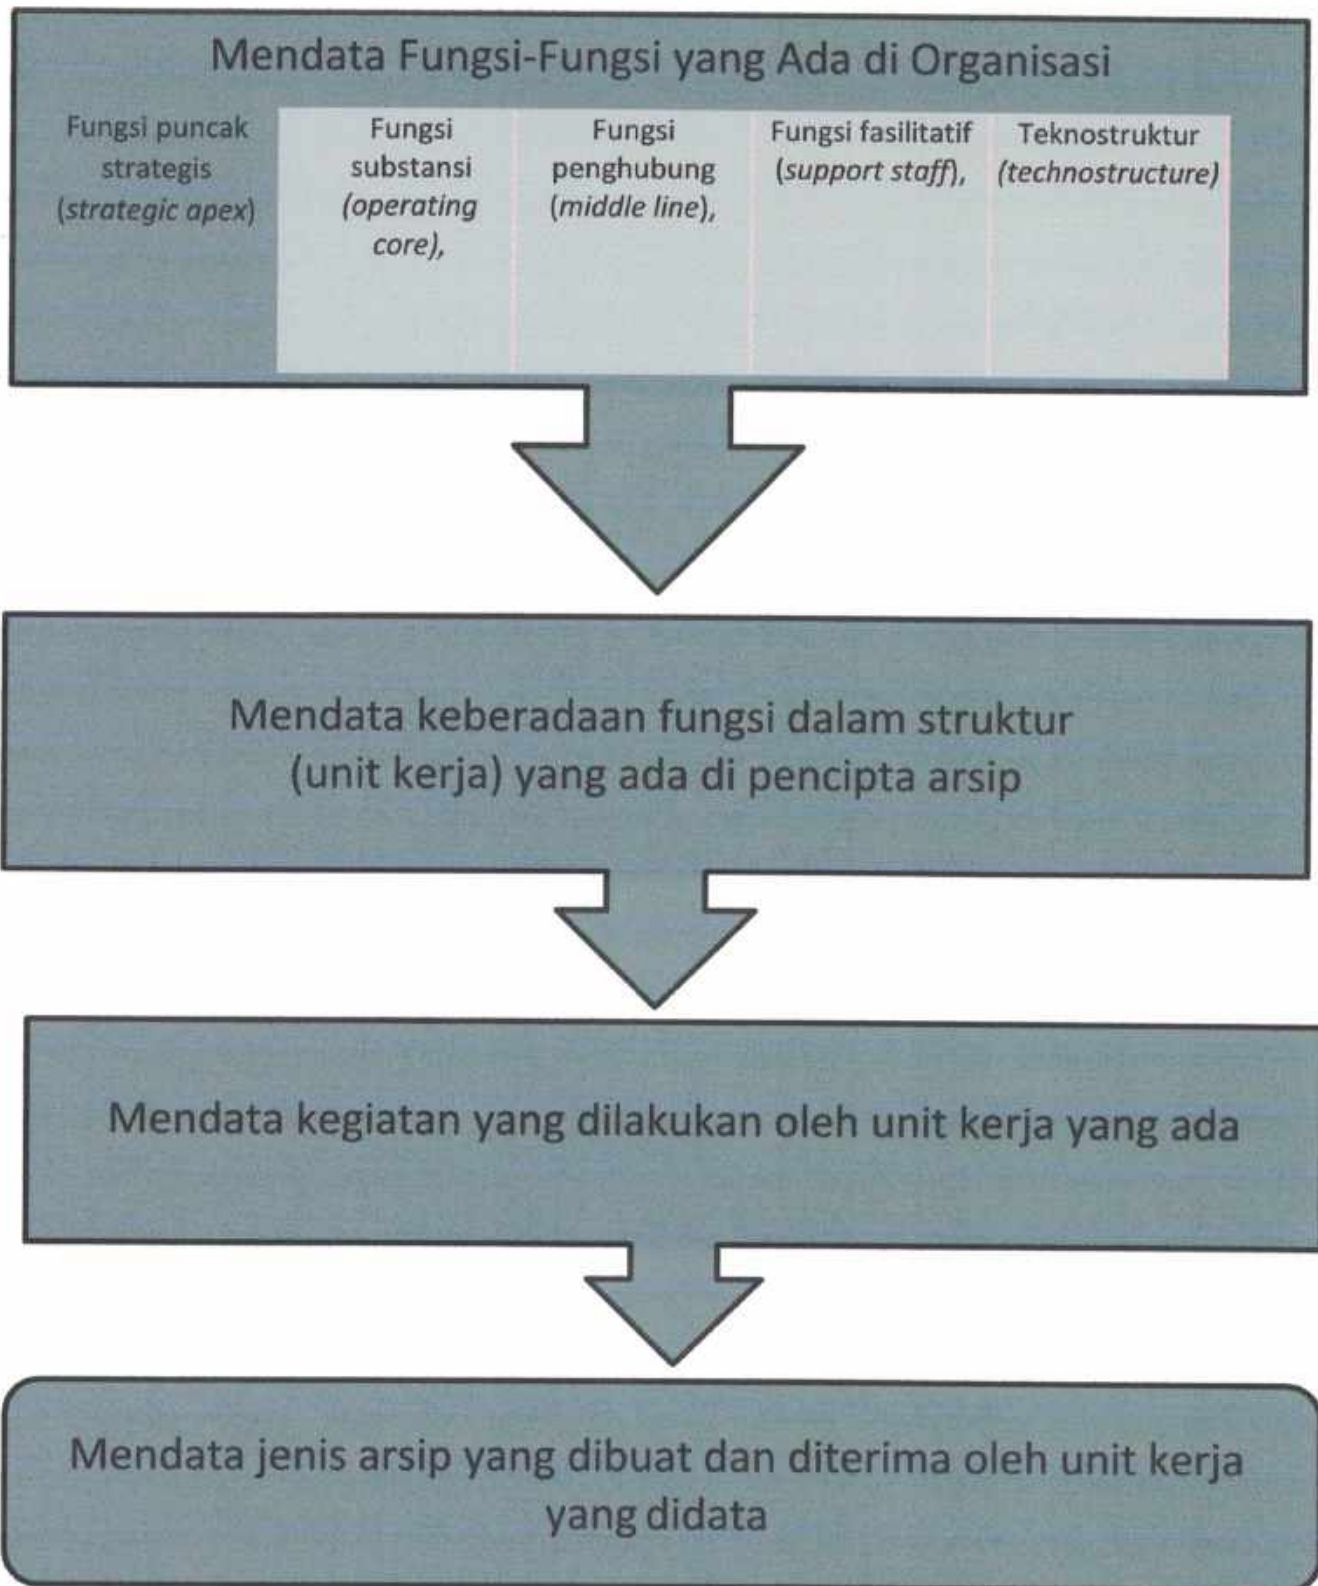 Mendata Fungsi-Fungsi yang Ada di Organisasi
Fungsi puncak
strategis
(strategic apex)
Fungsi
substansi
(operating
core),
Fungsi
penghubung
(middle line),
Fungsi fasilitatif
(support staff),
Teknostruktur
(technostructure)
Mendata keberadaan fungsi dalam struktur
(unit kerja) yang ada di pencipta arsip
Mendata kegiatan yang dilakukan oleh unit kerja yang ada
Mendata jenis arsip yang dibuat dan diterima oleh unit kerja
yang didata